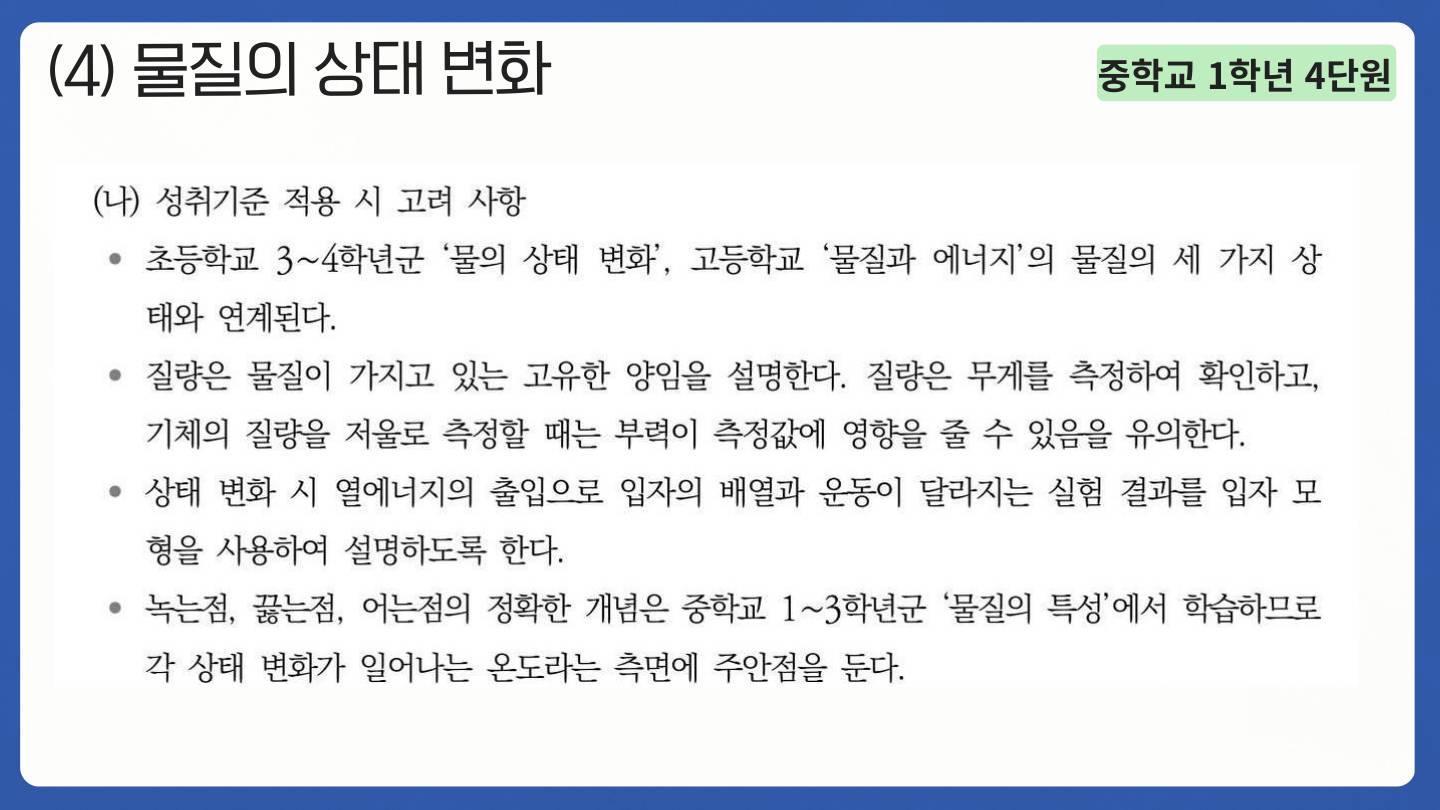 (4) 물질의 상태 변화
중학교 1학년 4단원
(나) 성취기준 적용 시 고려 사항
• 초등학교 3~4학년군 ‘물의 상태 변화’, 고등학교 ‘물질과 에너지’의 물질의 세 가지 상
태와 연계된다.
• 질량은 물질이 가지고 있는 고유한 양임을 설명한다. 질량은 무게를 측정하여 확인하고,
기체의 질량을 저울로 측정할 때는 부력이 측정값에 영향을 줄 수 있음을 유의한다.
• 상태 변화 시 열에너지의 출입으로 입자의 배열과 운동이 달라지는 실험 결과를 입자 모
형을 사용하여 설명하도록 한다.
• 녹는점, 끓는점, 어는점의 정확한 개념은 중학교 1~3학년군 ‘물질의 특성’에서 학습하므로
각 상태 변화가 일어나는 온도라는 측면에 주안점을 둔다.